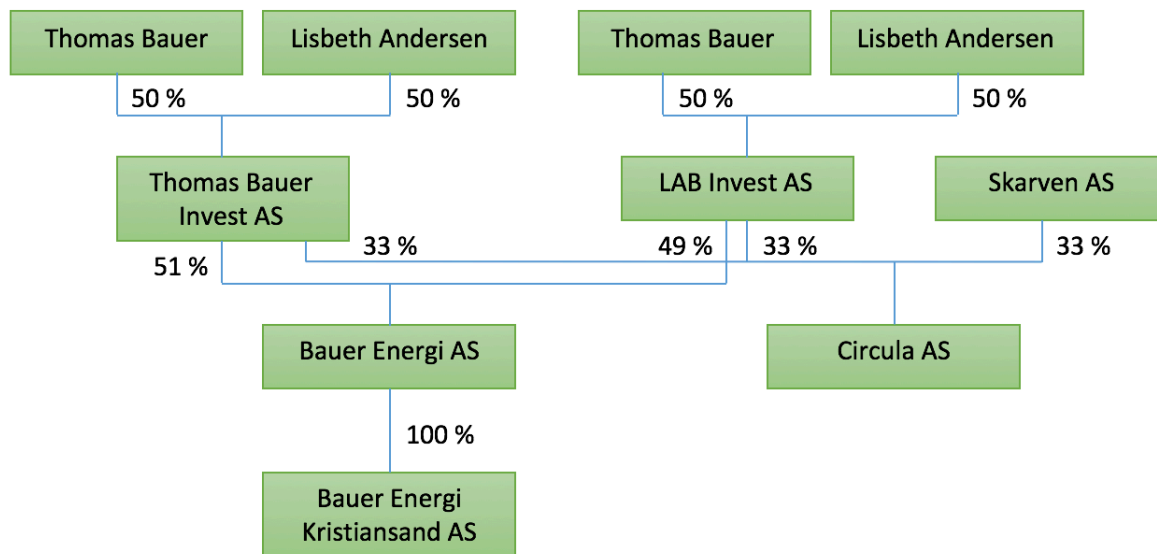 Thomas Bauer
Lisbeth Andersen
Thomas Bauer
Lisbeth Andersen
50 %
50 %
50 %
50 %
Thomas Bauer
Invest AS
LAB Invest AS
Skarven AS
51 %
33 %
49 %
33 %
33 %
Bauer Energi AS
Circula AS
100 %
Bauer Energi
Kristiansand AS